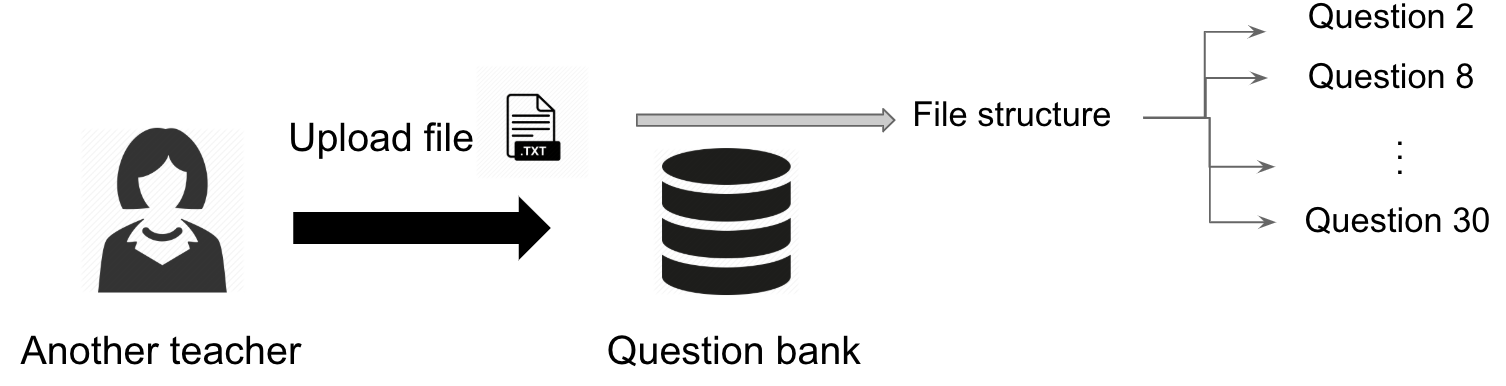 Question 2
Question 8
Upload file
.TXT
File structure
⋮
Question 30
Another teacher
Question bank